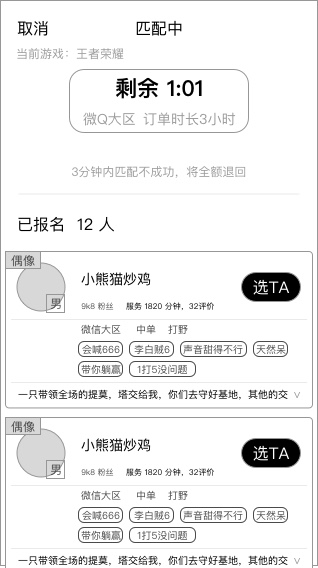 取消 匹配中
当前游戏：王者荣耀
剩余 1:01
微Q大区 订单时长3小时
3分钟内匹配不成功，将全额退回
已报名 12 人
偶像
小熊猫炒鸡
选TA
男
9k8 粉丝 服务 1820 分钟，32评价
微信大区 中单 打野
会喊666 李白贼6 声音甜得不行 天然呆
带你躺赢 1打5没问题
一只带领全场的提莫，塔交给我，你们去守好基地，其他的交
偶像
小熊猫炒鸡
选TA
男
9k8 粉丝 服务 1820 分钟，32评价
微信大区 中单 打野
会喊666 李白贼6 声音甜得不行 天然呆
带你躺赢 1打5没问题
一只带领全场的提莫，塔交给我，你们去守好基地，其他的交